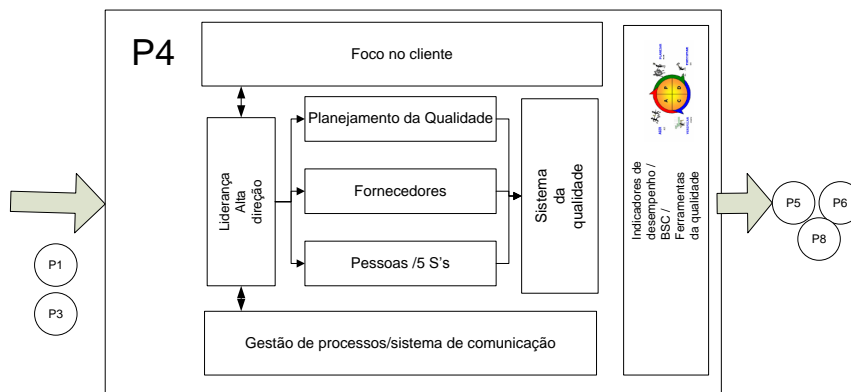 P4
Foco no cliente
Liderança
Alta
direção
Planejamento da Qualidade
Fornecedores
Pessoas /5 S's
Sistema
da
qualidade
Gestão de processos/sistema de comunicação
Indicadores de
desempenho /
BSC /
Ferramentas
da qualidade
A
P
C
D
P1
P3
P5
P6
P8